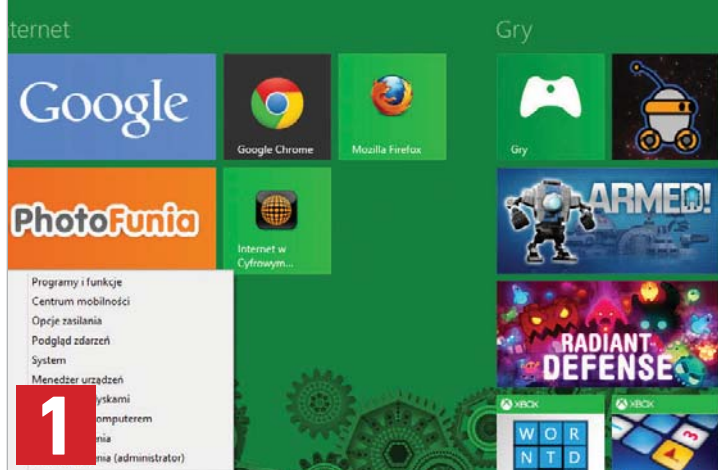 ternet
Gry
Google
Google Chrome
Mozilla Firefox
Gry
ARMED!
PhotoFunia
Internet w
Cyfrowym...
RADIANT
DEFENSE
Programy i funkcje
Centrum mobilności
Opcje zasilania
Podgląd zdarzeń
System
Menedżer urządzeń
yskami
omputerem
nia
nia (administrator)
1
XBOX
XBOX
W O R
N T D